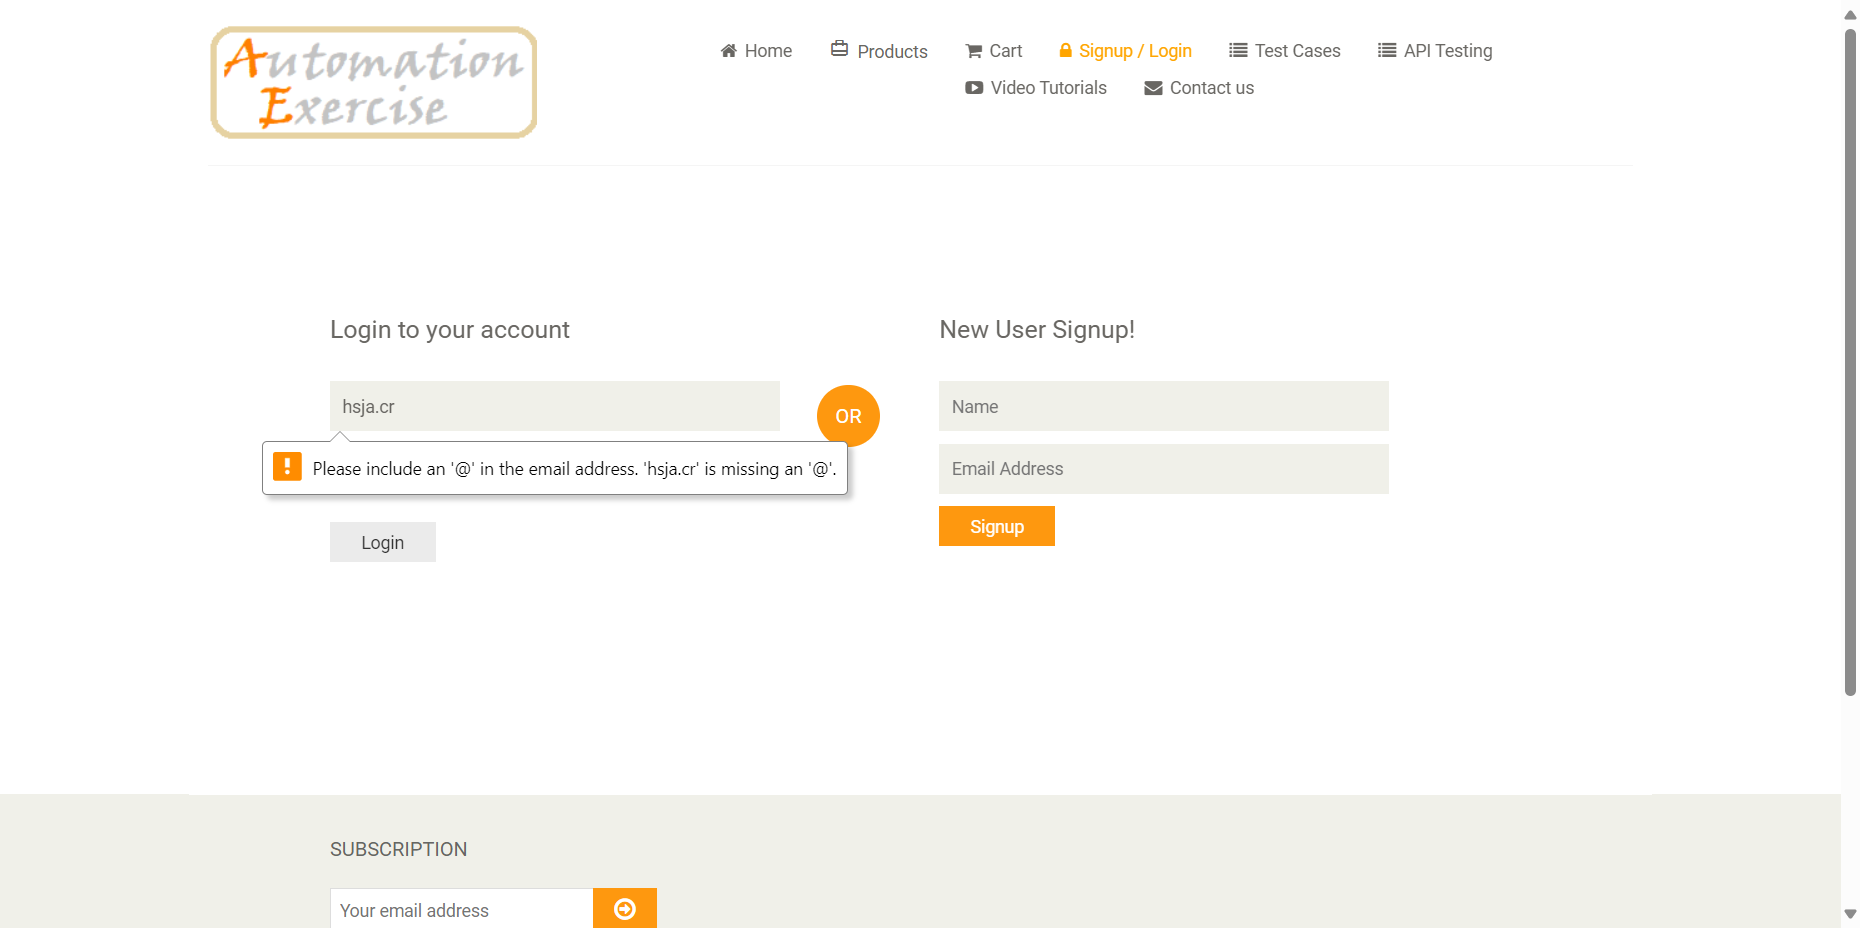 Automation
Exercise
Home
Products
Cart
Signup / Login
Test Cases
API Testing
Video Tutorials
Contact us
Login to your account
hsja.cr
Please include an '@' in the email address. 'hsja.cr' is missing an '@'.
Login
OR
New User Signup!
Name
Email Address
Signup
SUBSCRIPTION
Your email address